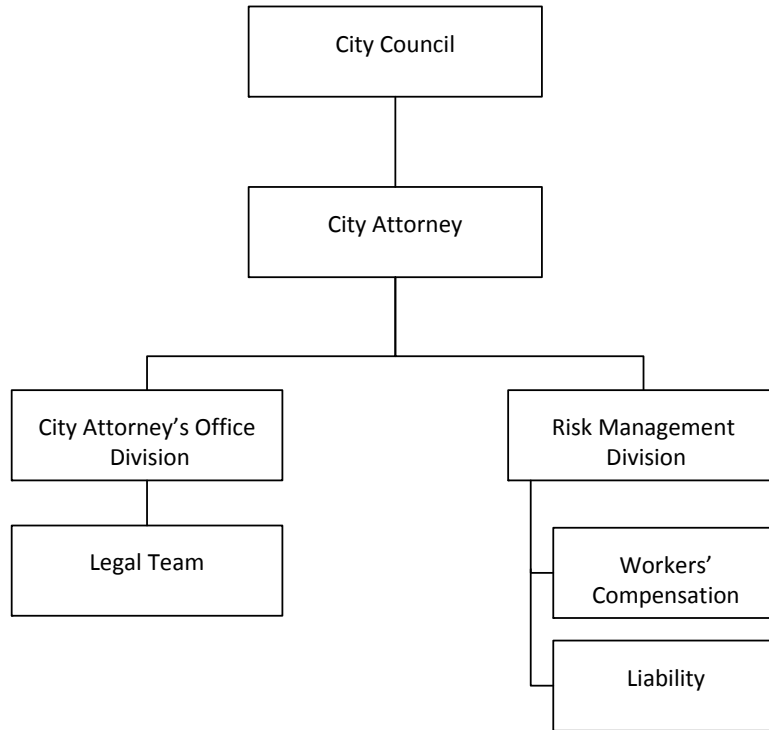 City Council
City Attorney
City Attorney’s Office
Division
Risk Management
Division
Legal Team
Workers’
Compensation
Liability